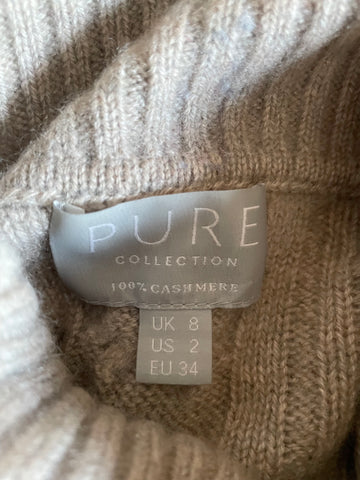 PURE
COLLECTION
100% CASHMERE
UK 8
US 2
EU 34